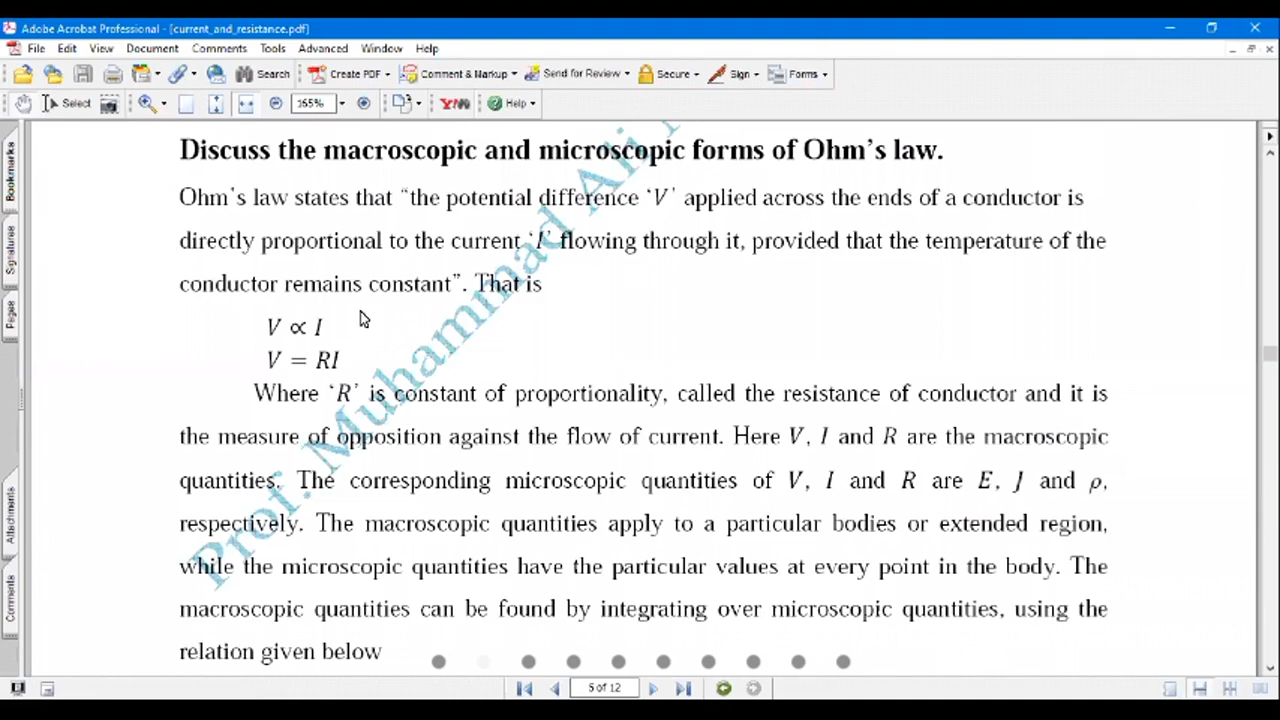 Adobe Acrobat Professional - [current_and_resistance.pdf]
File Edit View Document Comments Tools Advanced Window Help
Search Create PDF Comment & Markup Send for Review Secure Sign Forms
Select 165% Help
Bookmarks
Signatures
Pages
Attachments
Comments
Discuss the macroscopic and microscopic forms of Ohm's law.
Ohm's law states that “the potential difference ‘V’ applied across the ends of a conductor is
directly proportional to the current ‘I’ flowing through it, provided that the temperature of the
conductor remains constant”. That is
V ∝ I
V = RI
Where ‘R’ is constant of proportionality, called the resistance of conductor and it is
the measure of opposition against the flow of current. Here V, I and R are the macroscopic
quantities. The corresponding microscopic quantities of V, I and R are E, J and ρ,
respectively. The macroscopic quantities apply to a particular bodies or extended region,
while the microscopic quantities have the particular values at every point in the body. The
macroscopic quantities can be found by integrating over microscopic quantities, using the
relation given below
Prof. Muhammad Ali
5 of 12